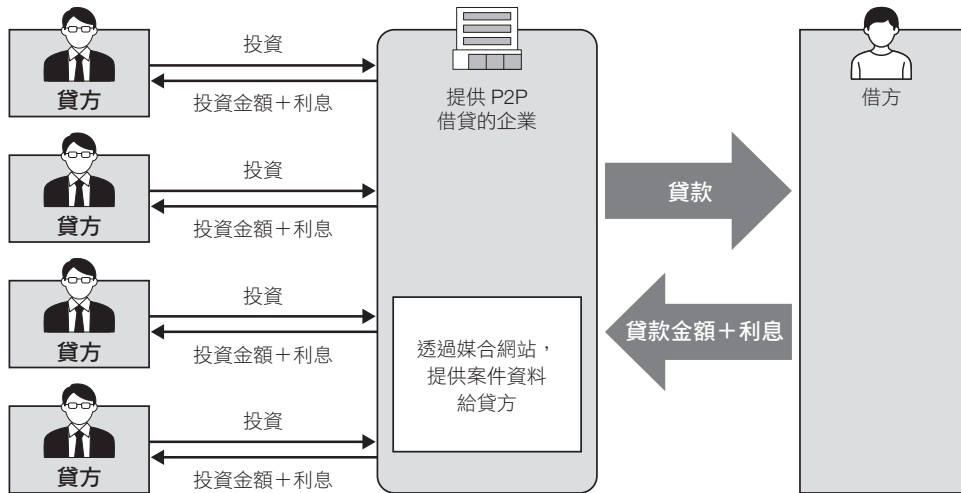 貸方
投資
投資金額＋利息
貸方
投資
投資金額＋利息
貸方
投資
投資金額＋利息
貸方
投資
投資金額＋利息
提供 P2P
借貸的企業
透過媒合網站，
提供案件資料
給貸方
貸款
貸款金額＋利息
借方